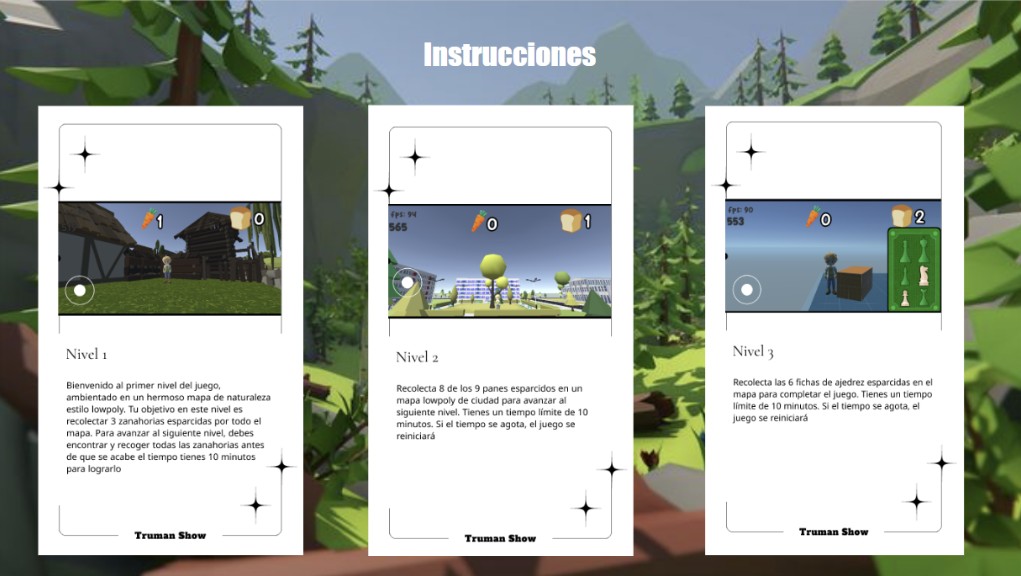 Instrucciones
1
0
Nivel 1
Bienvenido al primer nivel del juego,
ambientado en un hermoso mapa de naturaleza
estilo lowpoly. Tu objetivo en este nivel es
recolectar 3 zanahorias esparcidas por todo el
mapa. Para avanzar al siguiente nivel, debes
encontrar y recoger todas las zanahorias antes
de que se acabe el tiempo tienes 10 minutos
para lograrlo
Truman Show
fps: 94
565
0
1
Nivel 2
Recolecta 8 de los 9 panes esparcidos en un
mapa lowpoly de ciudad para avanzar al
siguiente nivel. Tienes un tiempo límite de 10
minutos. Si el tiempo se agota, el juego se
reiniciará
Truman Show
fps: 90
553
0
2
Nivel 3
Recolecta las 6 fichas de ajedrez esparcidas en el
mapa para completar el juego. Tienes un tiempo
límite de 10 minutos. Si el tiempo se agota, el
juego se reiniciará
Truman Show